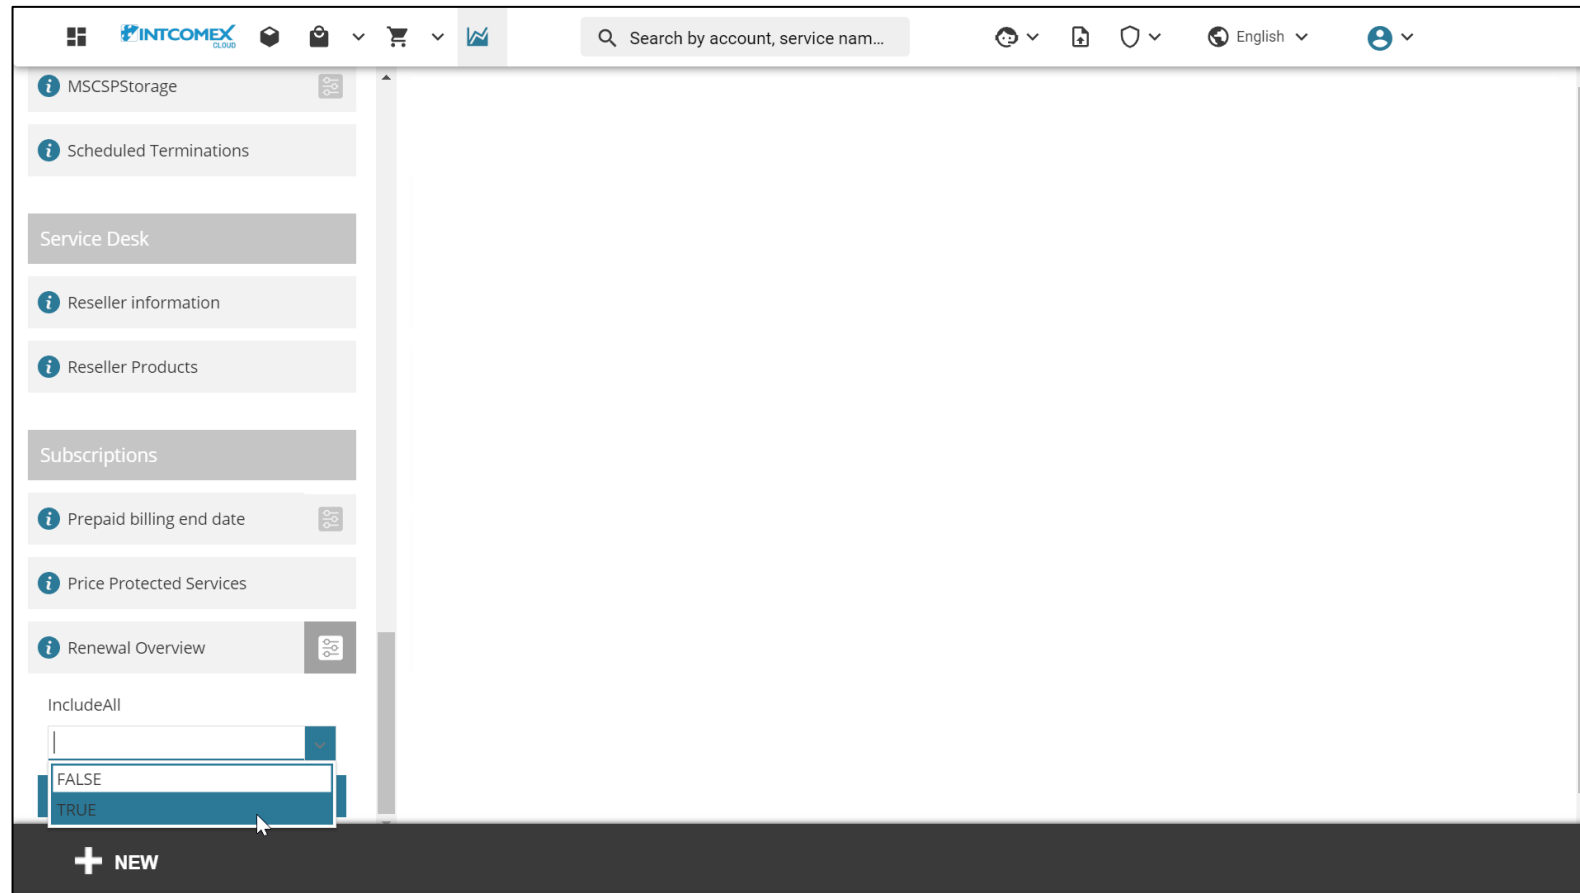 INTCOMEX
CLOUD
Search by account, service nam...
English
MSCSPStorage
Scheduled Terminations
Service Desk
Reseller information
Reseller Products
Subscriptions
Prepaid billing end date
Price Protected Services
Renewal Overview
IncludeAll
FALSE
TRUE
NEW